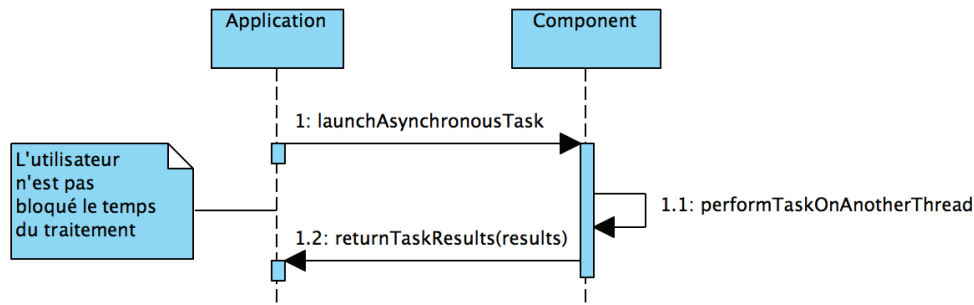 Application
Component
1: launchAsynchronousTask
L'utilisateur
n'est pas
bloqué le temps
du traitement
1.1: performTaskOnAnotherThread
1.2: returnTaskResults(results)